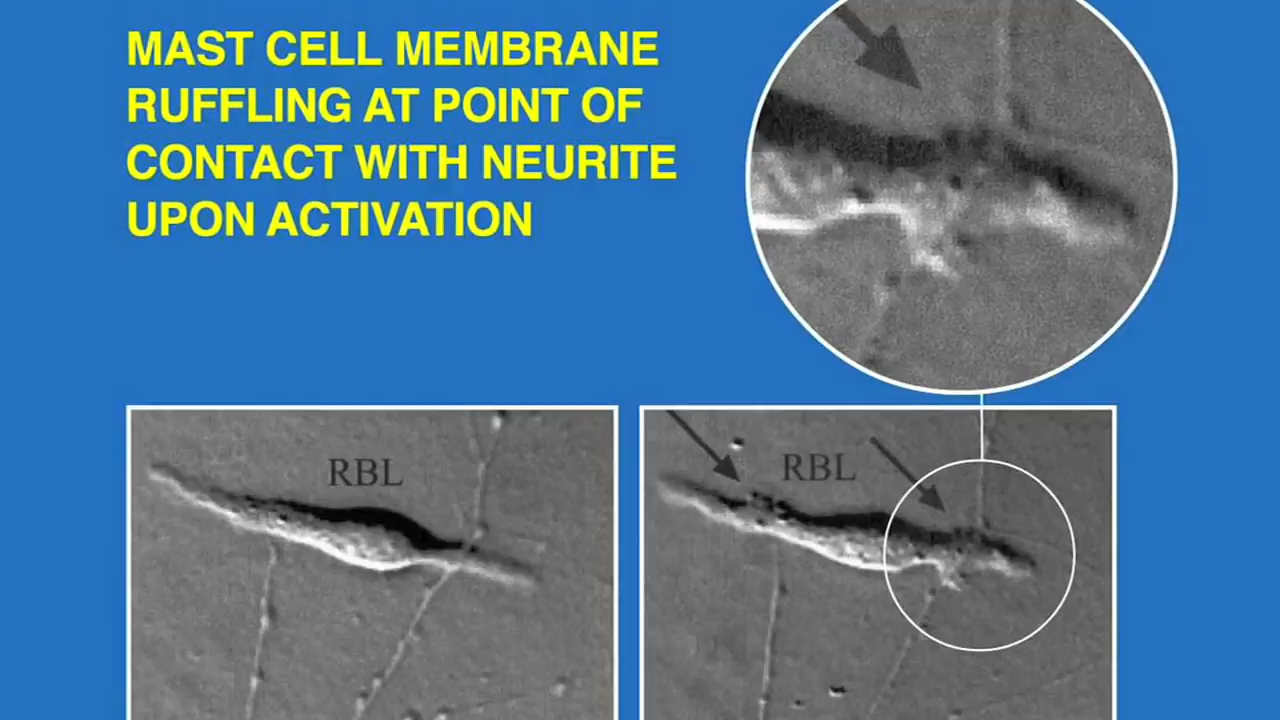 MAST CELL MEMBRANE
RUFFLING AT POINT OF
CONTACT WITH NEURITE
UPON ACTIVATION
RBL
RBL